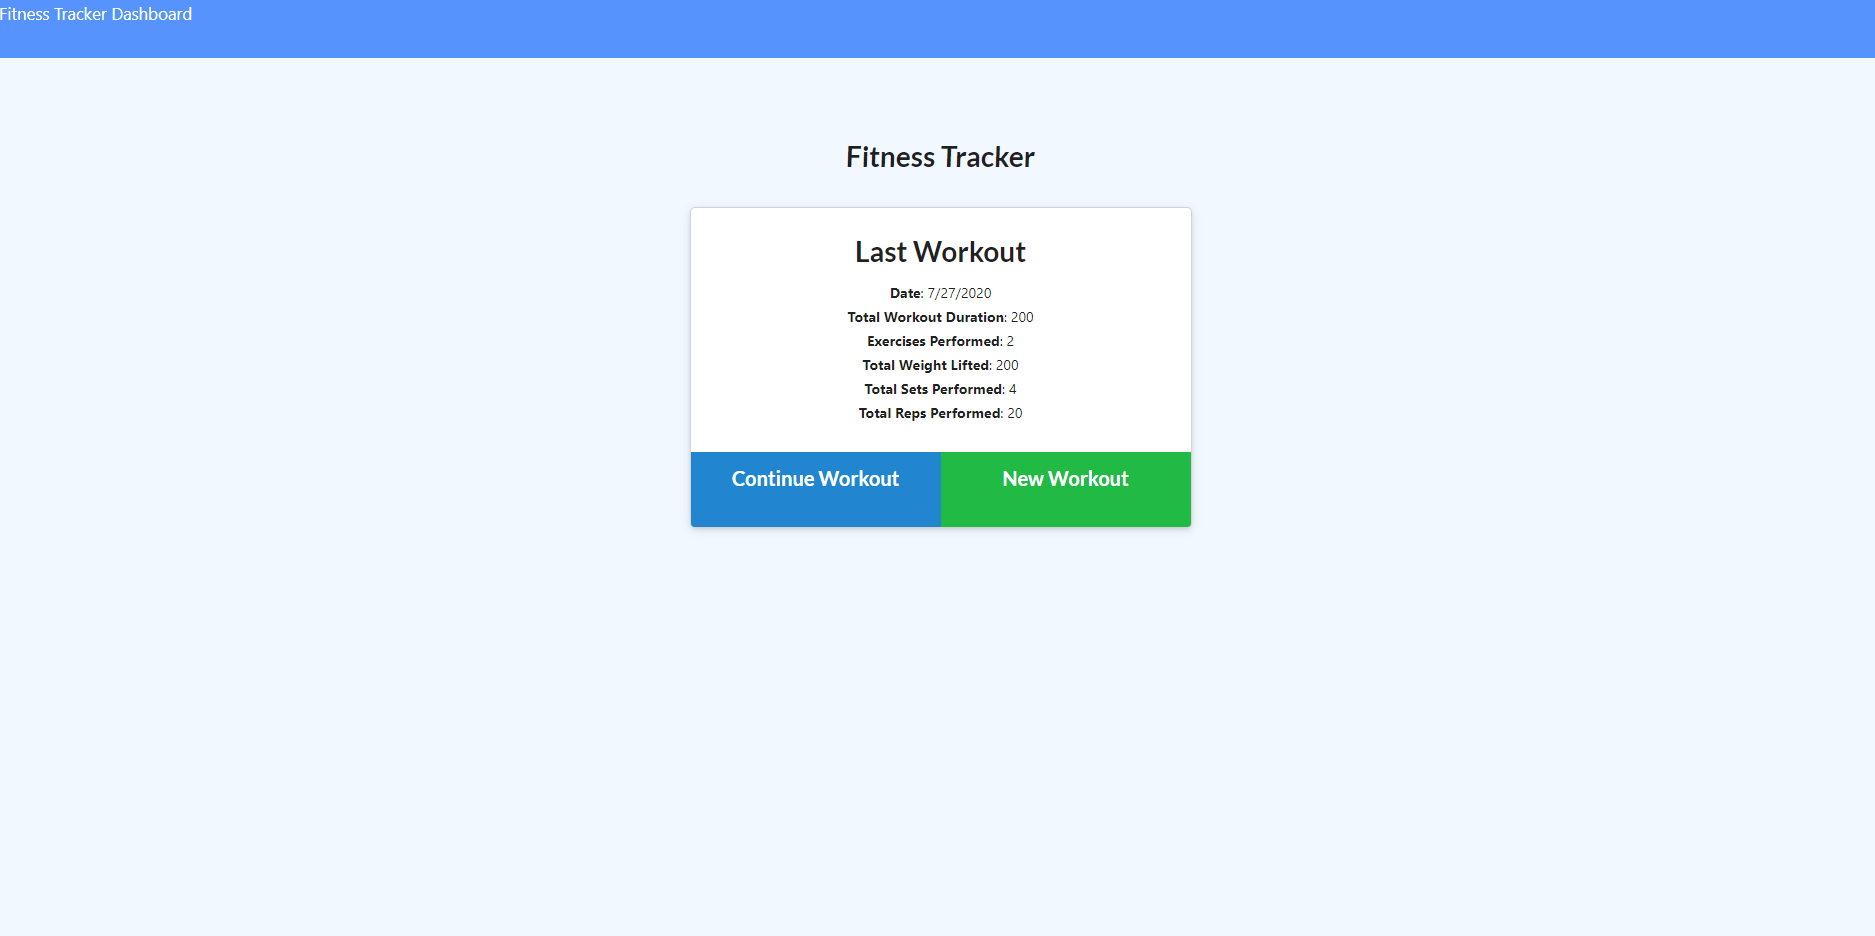 Fitness Tracker Dashboard
Fitness Tracker
Last Workout
Date: 7/27/2020
Total Workout Duration: 200
Exercises Performed: 2
Total Weight Lifted: 200
Total Sets Performed: 4
Total Reps Performed: 20
Continue Workout
New Workout